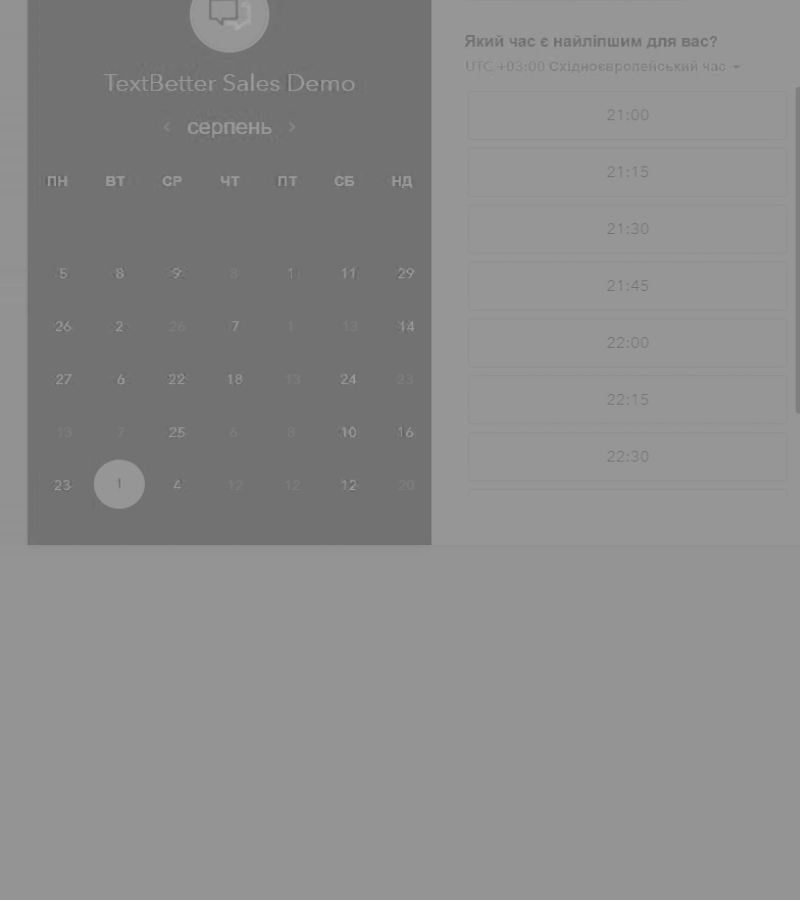 TextBetter Sales Demo
серпень
ПН ВТ СР ЧТ ПТ СБ НД
5 8 9 8 1 11 29
26 2 26 7 1 13 14
27 6 22 18 13 24 23
13 7 25 6 8 10 16
23 1 4 12 12 12 20
Який час є найліпшим для вас?
UTC +03:00 Східноєвропейський час
21:00
21:15
21:30
21:45
22:00
22:15
22:30